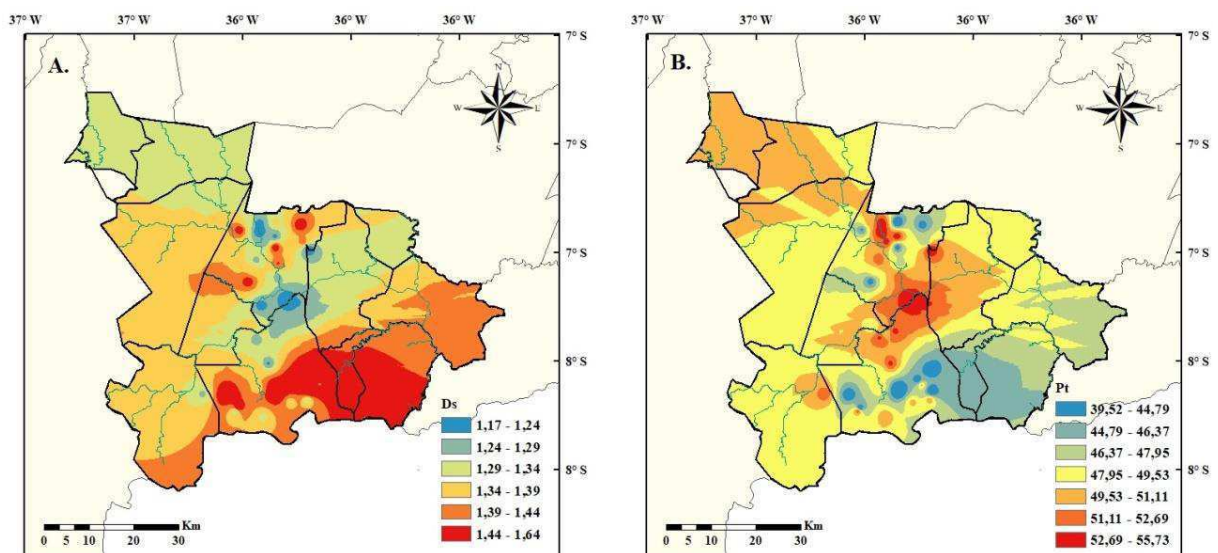 37° W 37° W 36° W 36° W 36° W
7° S
A.
N
W E
S
7° S
7° S
8° S
8° S
Ds
1,17 - 1,24
1,24 - 1,29
1,29 - 1,34
1,34 - 1,39
1,39 - 1,44
1,44 - 1,64
Km
0 5 10 20 30
37° W 37° W 36° W 36° W 36° W
7° S
B.
N
W E
S
7° S
7° S
8° S
8° S
Pt
39,52 - 44,79
44,79 - 46,37
46,37 - 47,95
47,95 - 49,53
49,53 - 51,11
51,11 - 52,69
52,69 - 55,73
Km
0 5 10 20 30